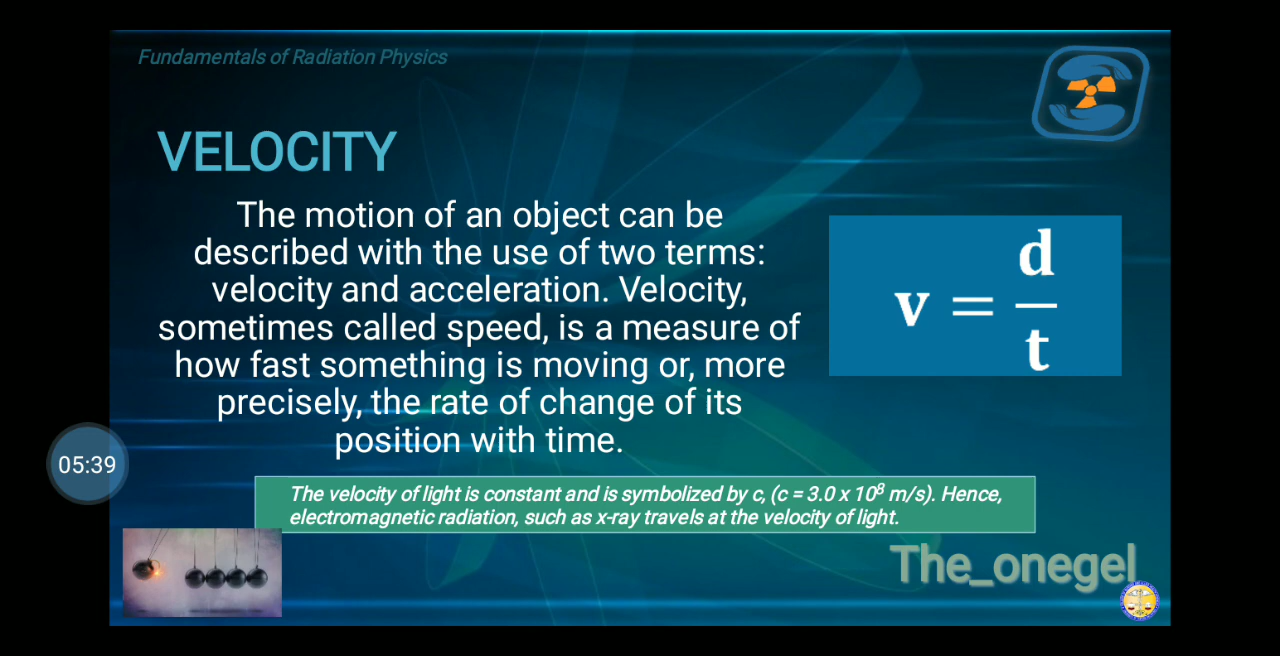 Fundamentals of Radiation Physics
VELOCITY
The motion of an object can be
described with the use of two terms:
velocity and acceleration. Velocity,
sometimes called speed, is a measure of
how fast something is moving or, more
precisely, the rate of change of its
position with time.
v = d/t
05:39
The velocity of light is constant and is symbolized by c, (c = 3.0 x 10⁸ m/s). Hence,
electromagnetic radiation, such as x-ray travels at the velocity of light.
The_onegel